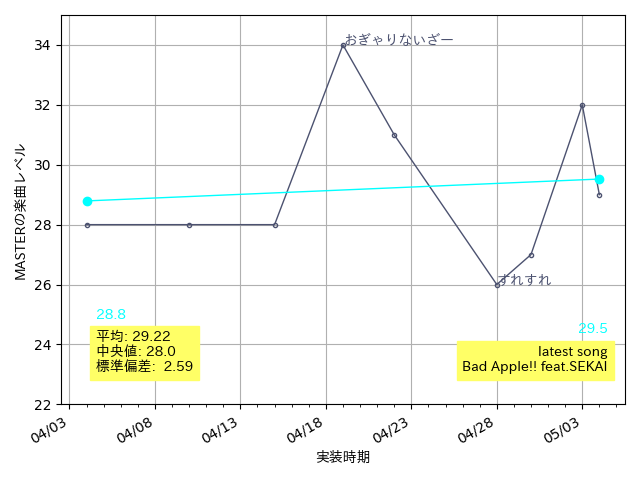 34
おぎゃりないざー
32
30
28
26
24
22
MASTERの楽曲レベル
すれすれ
28.8
平均: 29.22
中央値: 28.0
標準偏差: 2.59
29.5
latest song
Bad Apple!! feat.SEKAI
04/03
04/08
04/13
04/18
04/23
04/28
05/03
実装時期